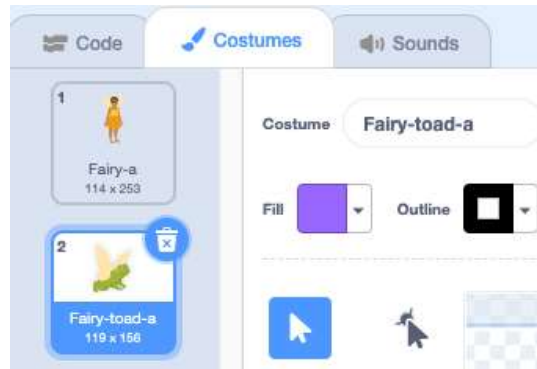 Code Costumes Sounds
1
Fairy-a
114 x 253
2
Fairy-toad-a
119 x 156
Costume Fairy-toad-a
Fill Outline